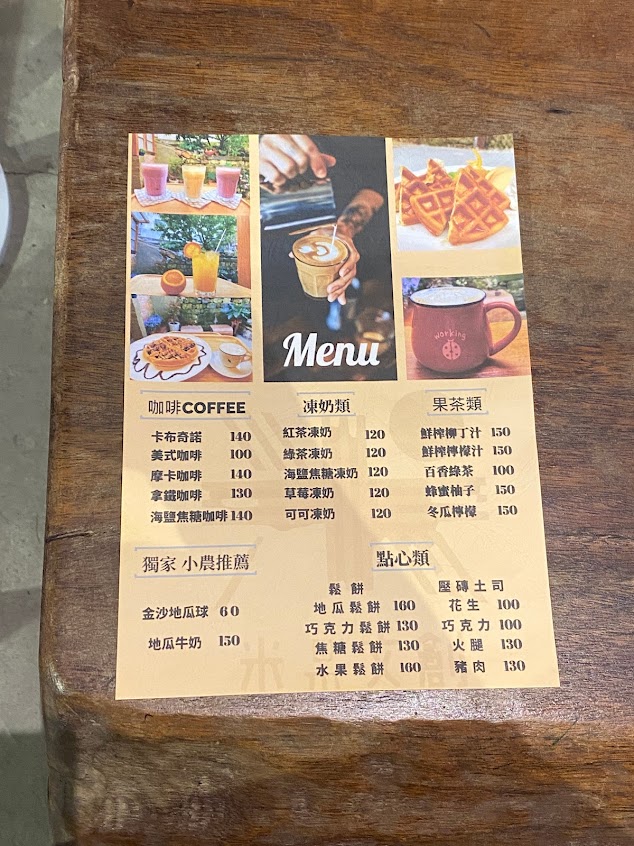 working
Menu
咖啡COFFEE
卡布奇諾 140
美式咖啡 100
摩卡咖啡 140
拿鐵咖啡 130
海鹽焦糖咖啡 140
凍奶類
紅茶凍奶 120
綠茶凍奶 120
海鹽焦糖凍奶 120
草莓凍奶 120
可可凍奶 120
果茶類
鮮榨柳丁汁 150
鮮榨檸檬汁 150
百香綠茶 100
蜂蜜柚子 150
冬瓜檸檬 150
獨家 小農推薦
金沙地瓜球 60
地瓜牛奶 150
點心類
鬆餅
地瓜鬆餅 160
巧克力鬆餅 130
焦糖鬆餅 130
水果鬆餅 160
壓磚土司
花生 100
巧克力 100
火腿 130
豬肉 130